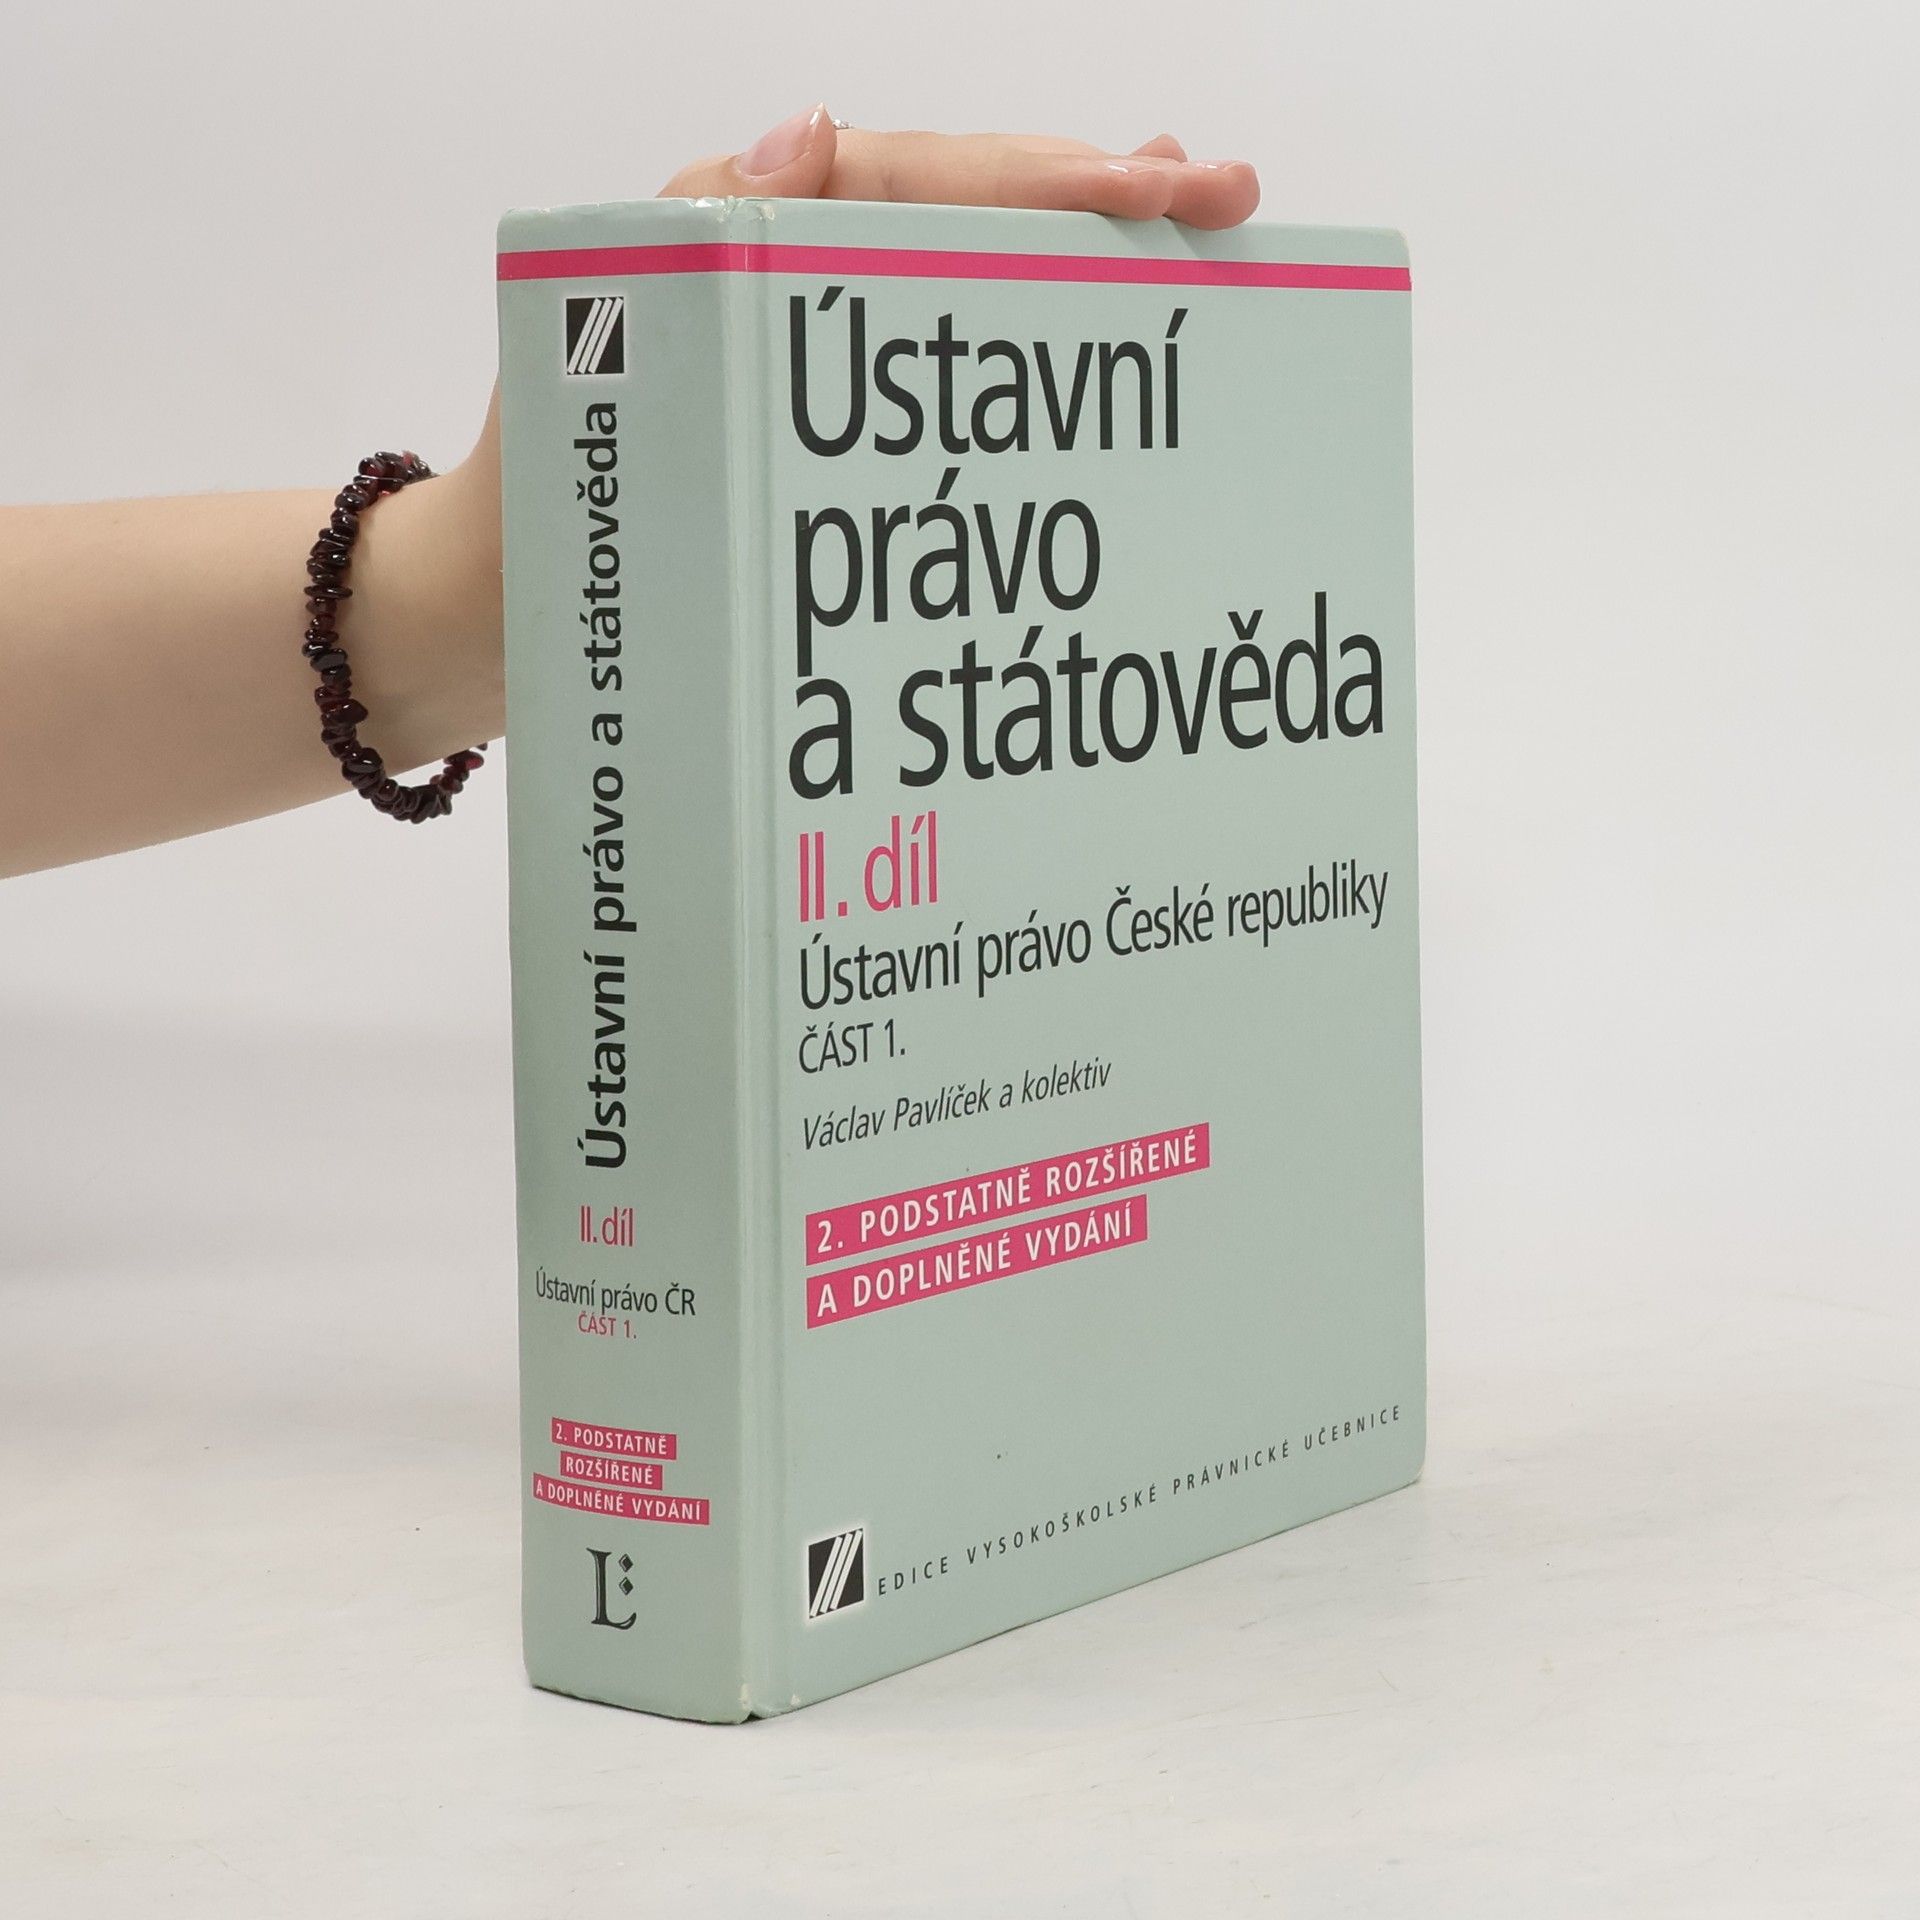 Ústavní právo a státověda
II. díl
Ústavní právo ČR
ČÁST 1.
2. PODSTATNĚ
ROZŠÍŘENÉ
A DOPLNĚNÉ VYDÁNÍ
L
Ústavní
právo
a státověda
II. díl
Ústavní právo České republiky
ČÁST 1.
Václav Pavlíček a kolektiv
2. PODSTATNĚ ROZŠÍŘENÉ
A DOPLNĚNÉ VYDÁNÍ
EDICE VYSOKOŠKOLSKÉ PRÁVNICKÉ UČEBNICE